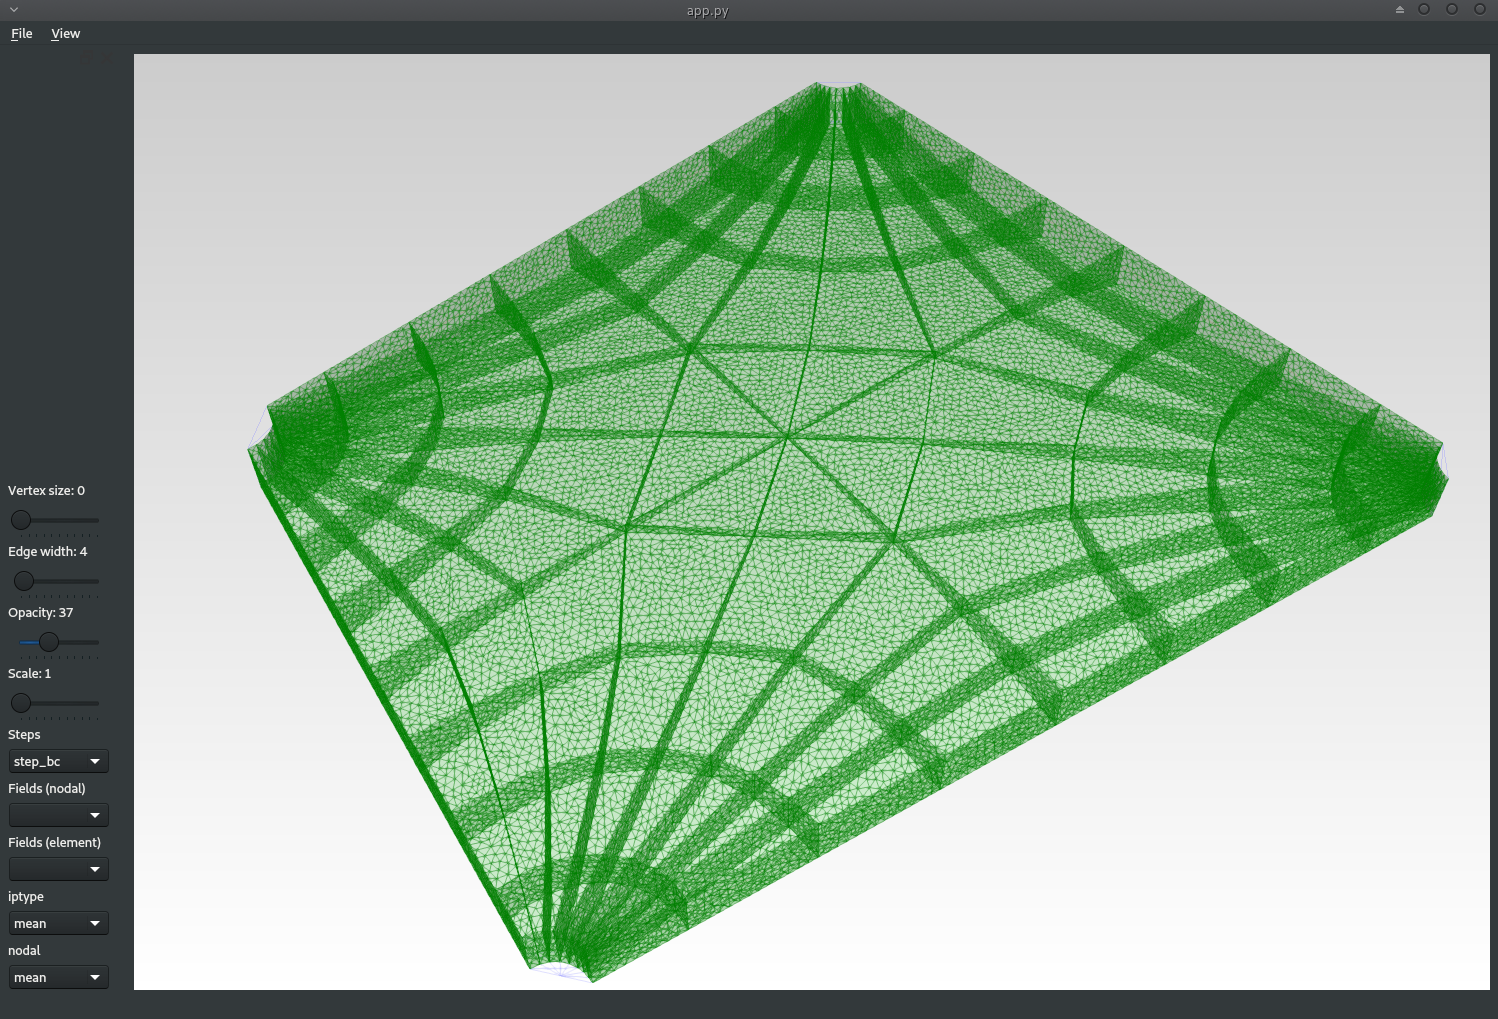 app.py
File View
Vertex size: 0
Edge width: 4
Opacity: 37
Scale: 1
Steps
step_bc
Fields (nodal)
Fields (element)
iptype
mean
nodal
mean